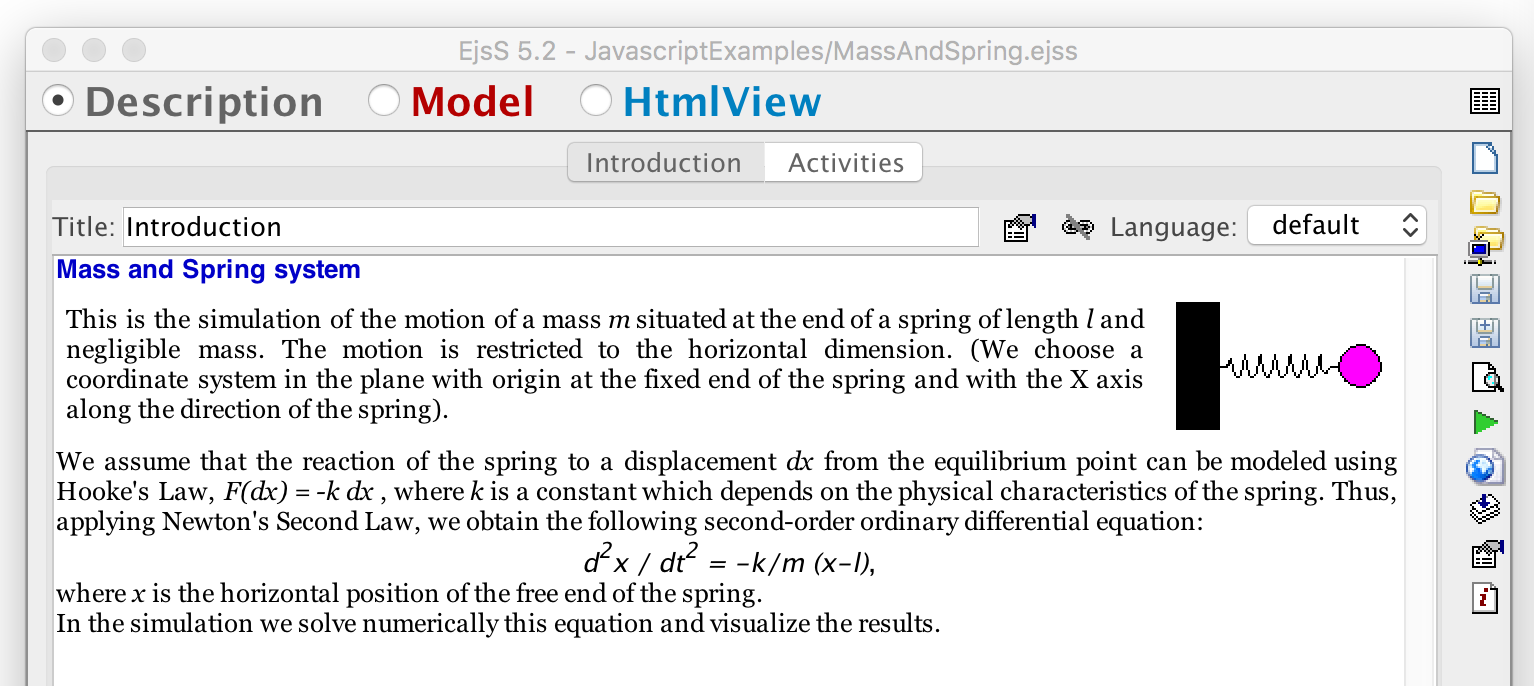 EjsS 5.2 - JavascriptExamples/MassAndSpring.ejss
Description Model HtmlView
Introduction Activities
Title: Introduction Language: default
Mass and Spring system
This is the simulation of the motion of a mass m situated at the end of a spring of length l and
negligible mass. The motion is restricted to the horizontal dimension. (We choose a
coordinate system in the plane with origin at the fixed end of the spring and with the X axis
along the direction of the spring).
We assume that the reaction of the spring to a displacement dx from the equilibrium point can be modeled using
Hooke's Law, F(dx) = -k dx , where k is a constant which depends on the physical characteristics of the spring. Thus,
applying Newton's Second Law, we obtain the following second-order ordinary differential equation:
d² x / dt² = -k/m (x-l),
where x is the horizontal position of the free end of the spring.
In the simulation we solve numerically this equation and visualize the results.